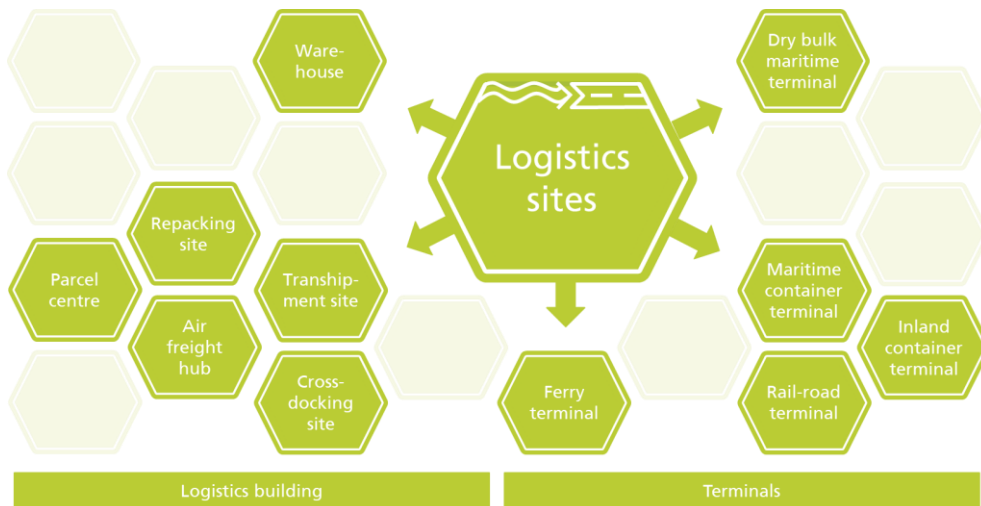 Ware-
house
Dry bulk
maritime
terminal
Logistics
sites
Repacking
site
Parcel
centre
Tranship-
ment site
Air
freight
hub
Cross-
docking
site
Ferry
terminal
Maritime
container
terminal
Inland
container
terminal
Rail-road
terminal
Logistics building
Terminals